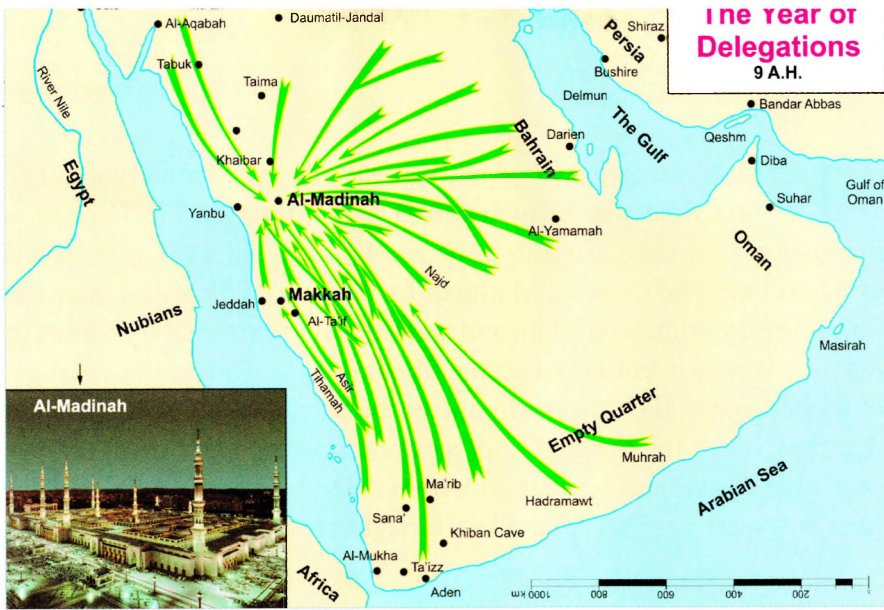 The Year of
Delegations
9 A.H.
Al-Aqabah
Daumatil-Jandal
Tabuk
Taima
Khaibar
Al-Madinah
Yanbu
River Nile
Egypt
Persia
Shiraz
Bushire
Delmun
The Gulf
Bandar Abbas
Qeshm
Bahrain
Darien
Diba
Gulf of
Oman
Suhar
Al-Yamamah
Oman
Najd
Jeddah
Makkah
Al-Ta'if
Nubians
Masirah
Asir
Tihamah
Empty Quarter
Muhrah
Arabian Sea
Al-Madinah
Ma'rib
Hadramawt
Sana'
Khiban Cave
Al-Mukha
Ta'izz
Aden
Africa
km 1000 800 600 400 200